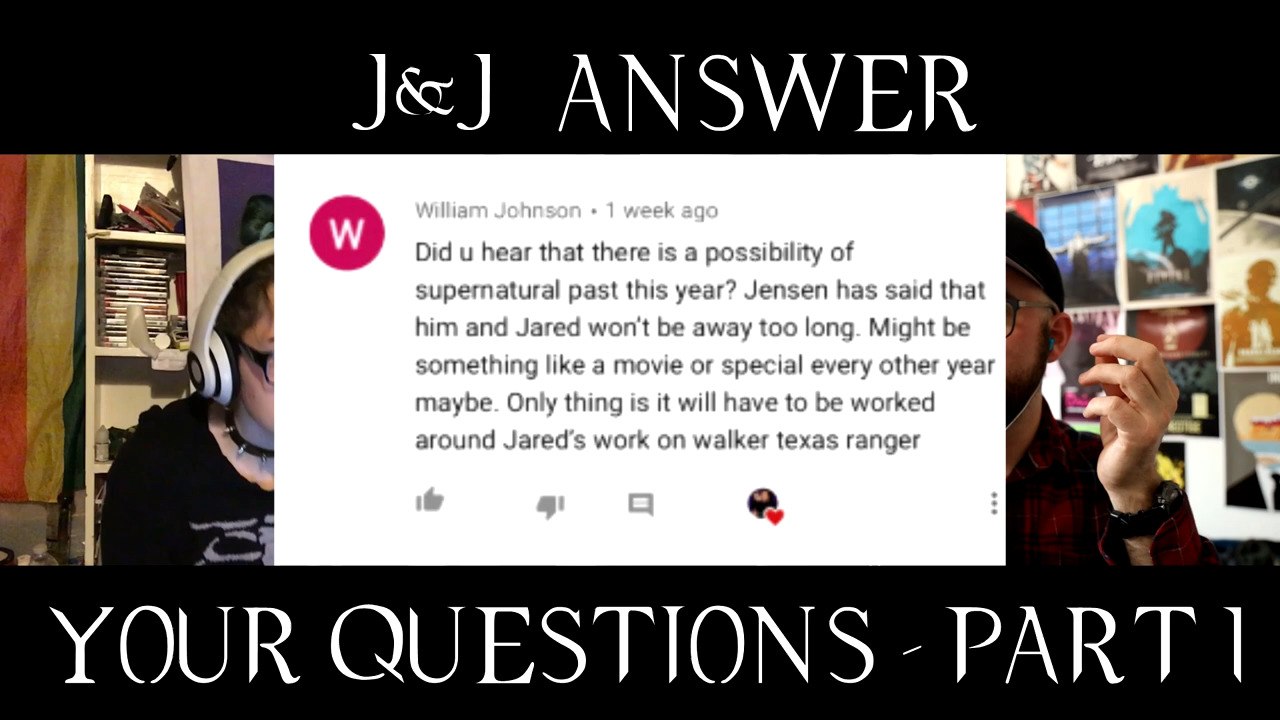 J&J ANSWER
W
William Johnson • 1 week ago
Did u hear that there is a possibility of
supernatural past this year? Jensen has said that
him and Jared won't be away too long. Might be
something like a movie or special every other year
maybe. Only thing is it will have to be worked
around Jared's work on walker texas ranger
YOUR QUESTIONS - PART 1